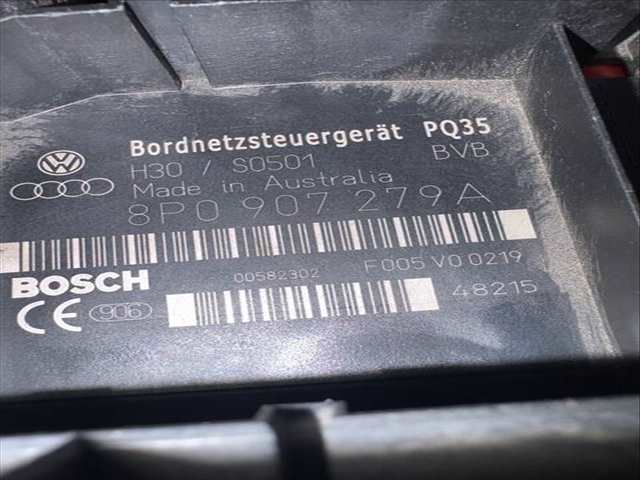 Bordnetzsteuergerät PQ35
H30 / S0501 BVB
Made in Australia
8P0 907 279A
BOSCH 00582302 F005 V0 0219
CE 906 48215